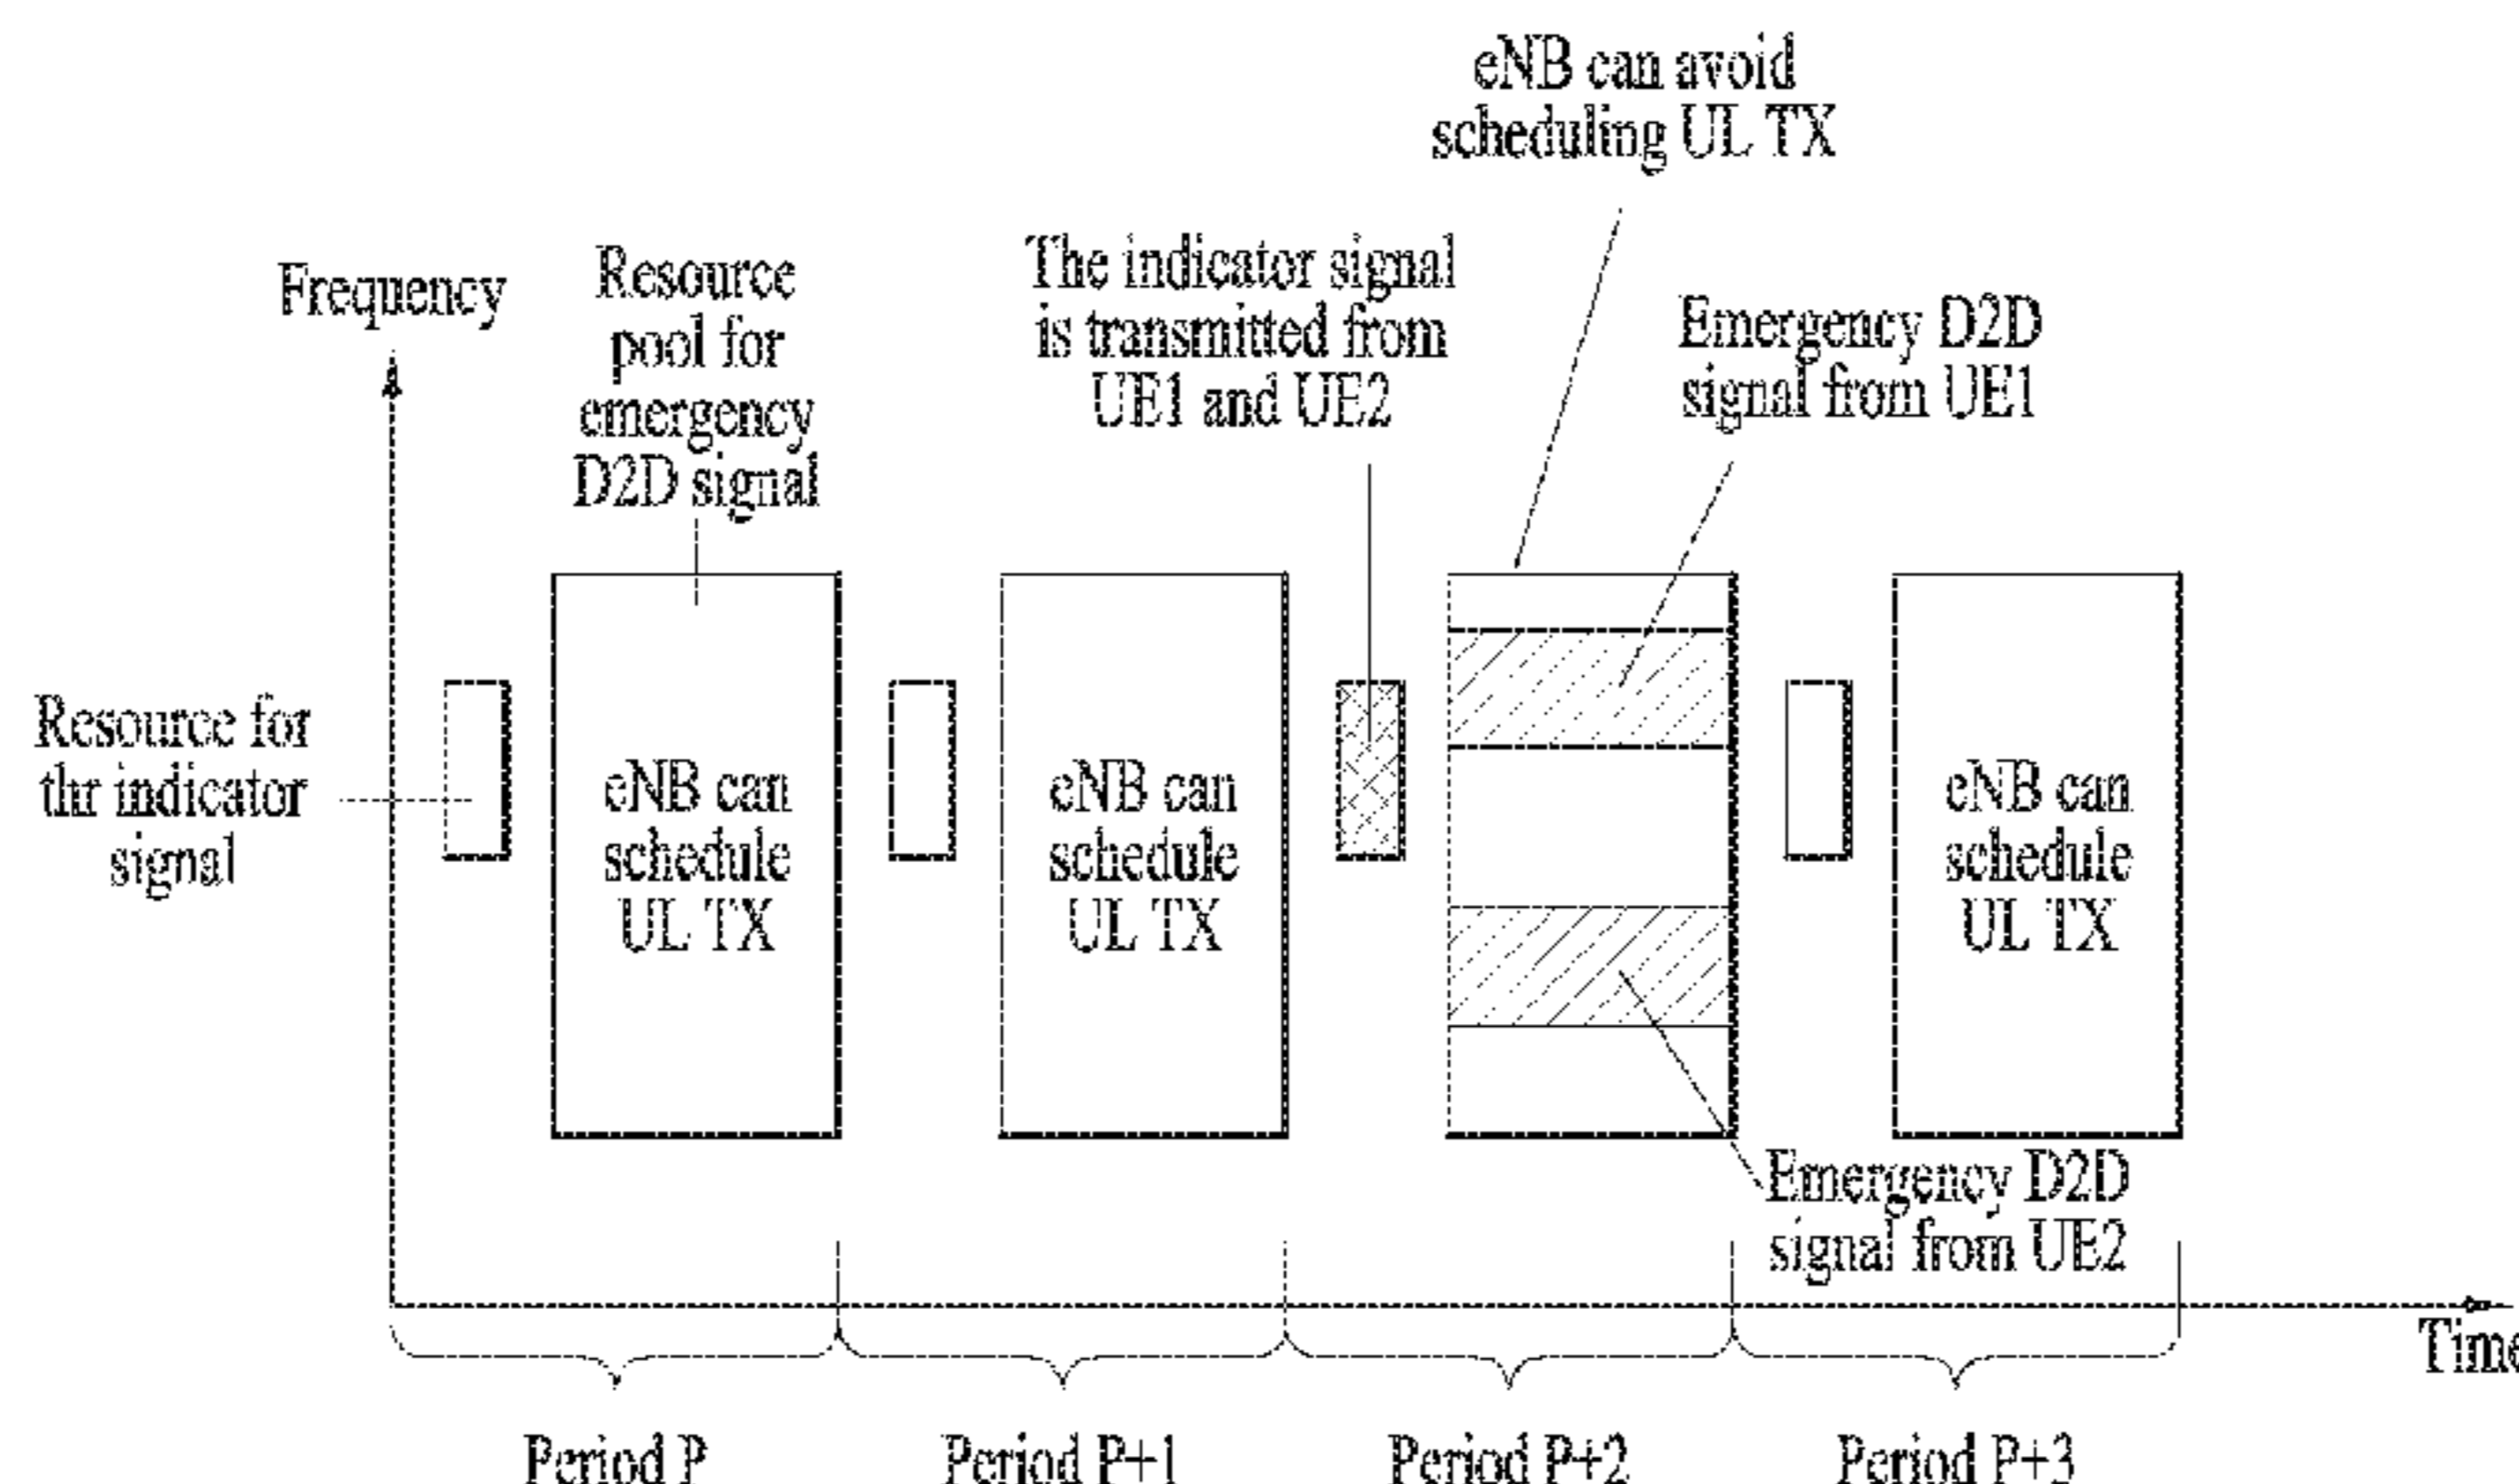 eNB can avoid
scheduling UL TX
Frequency
Resource
pool for
emergency
D2D signal
The indicator signal
is transmitted from
UE1 and UE2
Emergency D2D
signal from UE1
Resource for
thr indicator
signal
eNB can
schedule
UL TX
eNB can
schedule
UL TX
eNB can
schedule
UL TX
Emergency D2D
signal from UE2
Time
Period P
Period P+1
Period P+2
Period P+3